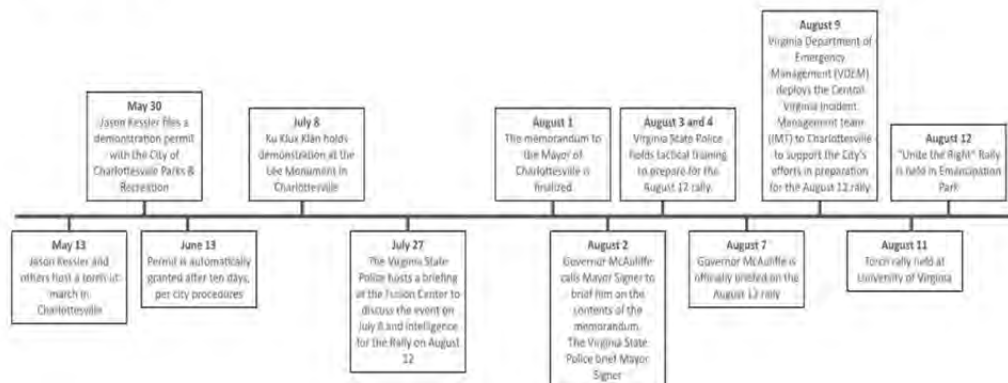 May 13
Jason Kessler and
others host a torch lit
march in
Charlottesville
May 30
Jason Kessler files a
demonstration permit
with the City of
Charlottesville Parks &
Recreation
June 13
Permit is automatically
granted after ten days,
per city procedures
July 8
Ku Klux Klan holds
demonstration at the
Lee Monument in
Charlottesville
July 27
The Virginia State
Police hosts a briefing
at the Fusion Center to
discuss the event on
July 8 and intelligence
for the Rally on August
12
August 1
The memorandum to
the Mayor of
Charlottesville is
finalized
August 2
Governor McAuliffe
calls Mayor Signer to
brief him on the
contents of the
memorandum.
The Virginia State
Police brief Mayor
Signer
August 3 and 4
Virginia State Police
holds tactical training
to prepare for the
August 12 rally
August 7
Governor McAuliffe is
officially briefed on the
August 12 rally
August 9
Virginia Department of
Emergency
Management (VDEM)
deploys the Central
Virginia Incident
Management team
(IMT) to Charlottesville
to support the City's
efforts in preparation
for the August 12 rally
August 11
Torch rally held at
University of Virginia
August 12
"Unite the Right" Rally
is held in Emancipation
Park